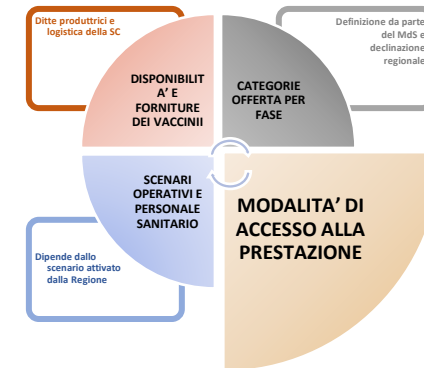 Ditte produttrici e
logistica della SC
Definizione da parte
del MdS e
declinazione
regionale
DISPONIBILIT
A' E
FORNITURE
DEI VACCINII
CATEGORIE
OFFERTA PER
FASE
SCENARI
OPERATIVI E
PERSONALE
SANITARIO
MODALITA' DI
ACCESSO ALLA
PRESTAZIONE
Dipende dallo
scenario attivato
dalla Regione